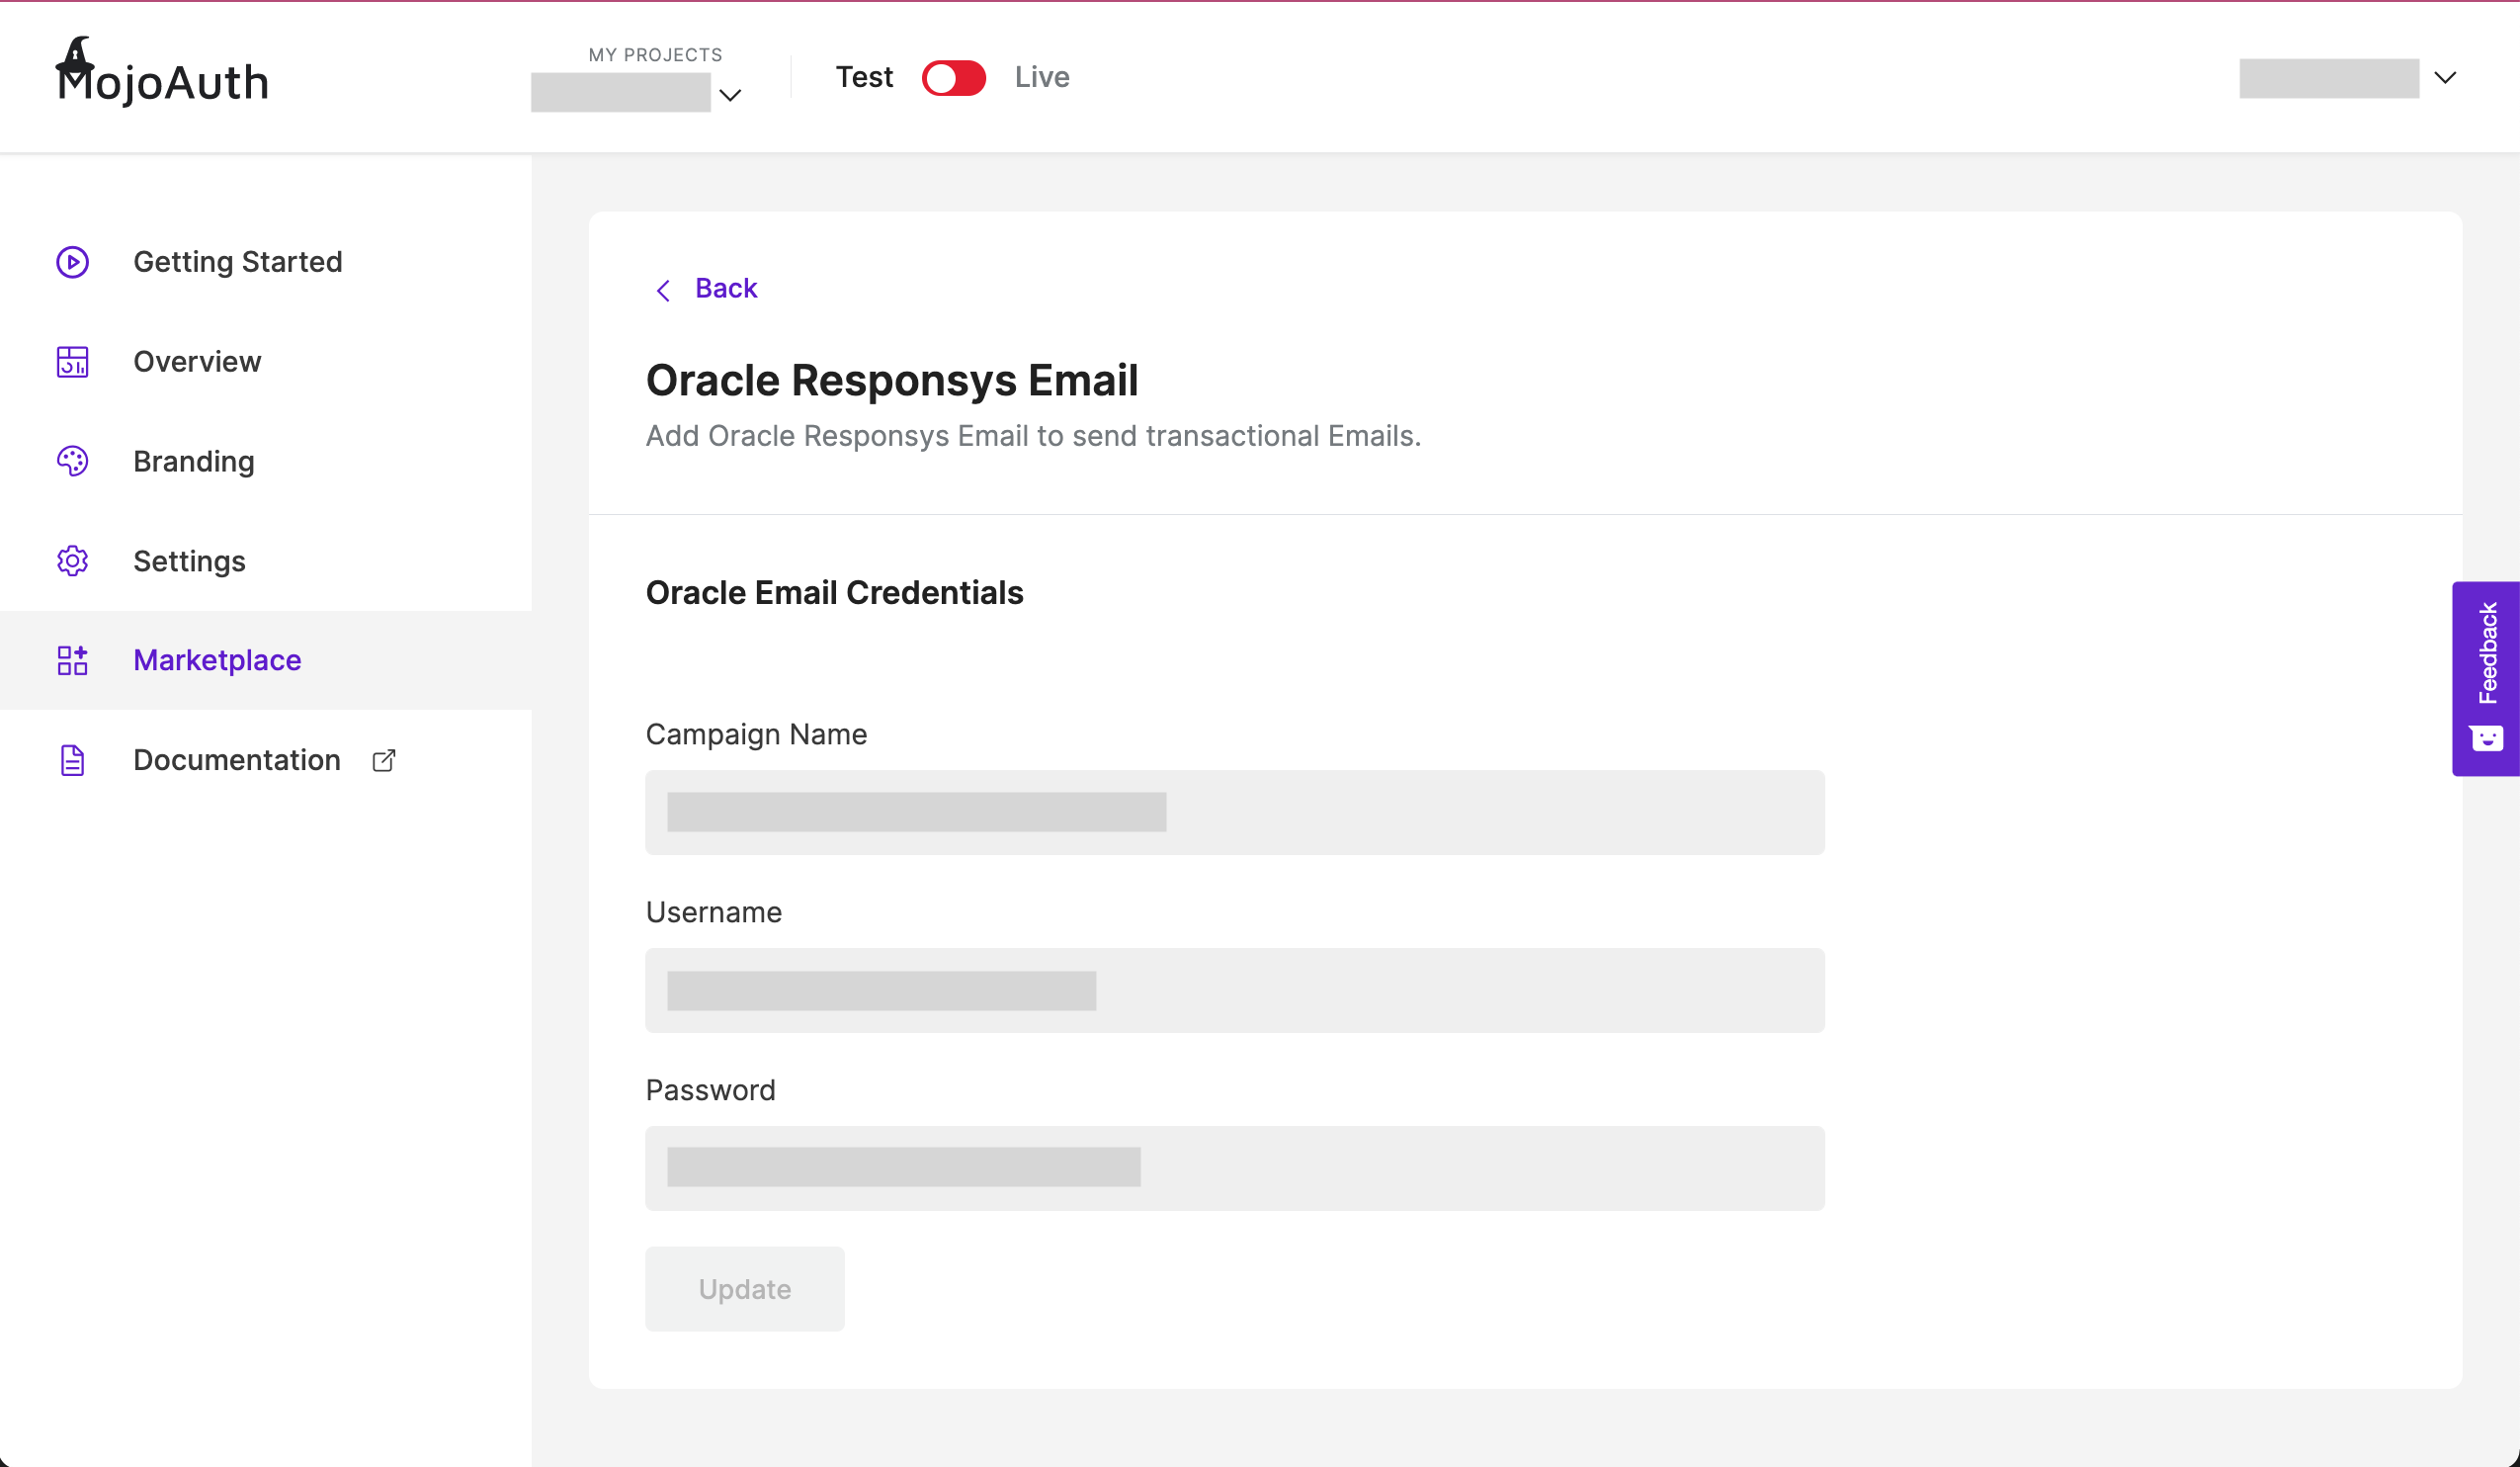 MojoAuth
MY PROJECTS
Test Live
Getting Started
Overview
Branding
Settings
Marketplace
Documentation
Back
Oracle Responsys Email
Add Oracle Responsys Email to send transactional Emails.
Oracle Email Credentials
Campaign Name
Username
Password
Update
Feedback